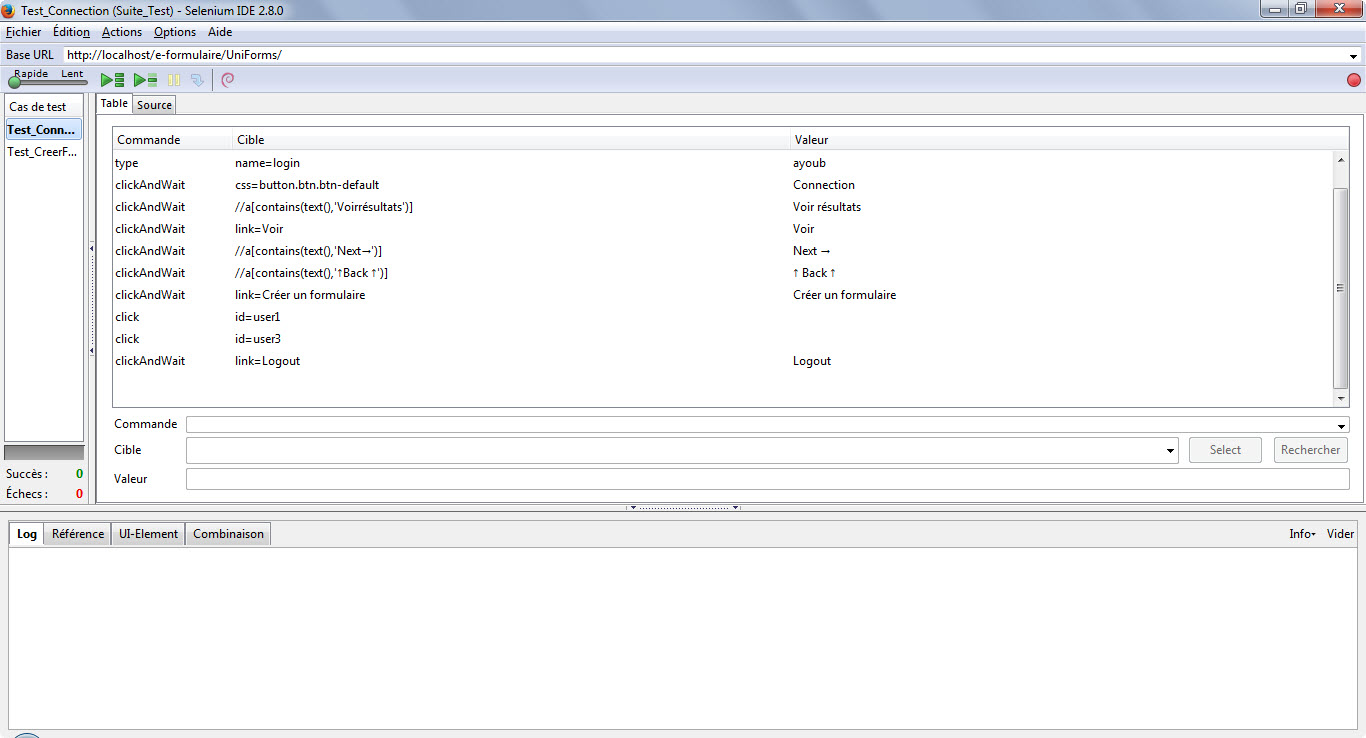 Test_Connection (Suite_Test) - Selenium IDE 2.8.0
Fichier Édition Actions Options Aide
Base URL http://localhost/e-formulaire/UniForms/
Rapide Lent
Cas de test
Test_Conn...
Test_CreerF...
Table Source
Commande Cible Valeur
type name=login ayoub
clickAndWait css=button.btn.btn-default Connection
clickAndWait //a[contains(text(),'Voirrésultats')] Voir résultats
clickAndWait link=Voir Voir
clickAndWait //a[contains(text(),'Next→')] Next →
clickAndWait //a[contains(text(),'↑Back ↑')] ↑ Back ↑
clickAndWait link=Créer un formulaire Créer un formulaire
click id=user1
click id=user3
clickAndWait link=Logout Logout
Commande
Cible Select Rechercher
Valeur
Succès : 0
Échecs : 0
Log Référence UI-Element Combinaison Info Vider